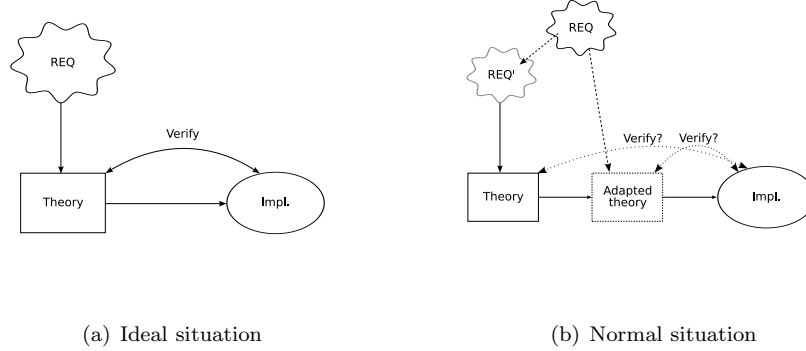 REQ
Verify
Theory
Impl.
(a) Ideal situation
REQ
REQ'
Verify?
Verify?
Theory
Adapted
theory
Impl.
(b) Normal situation